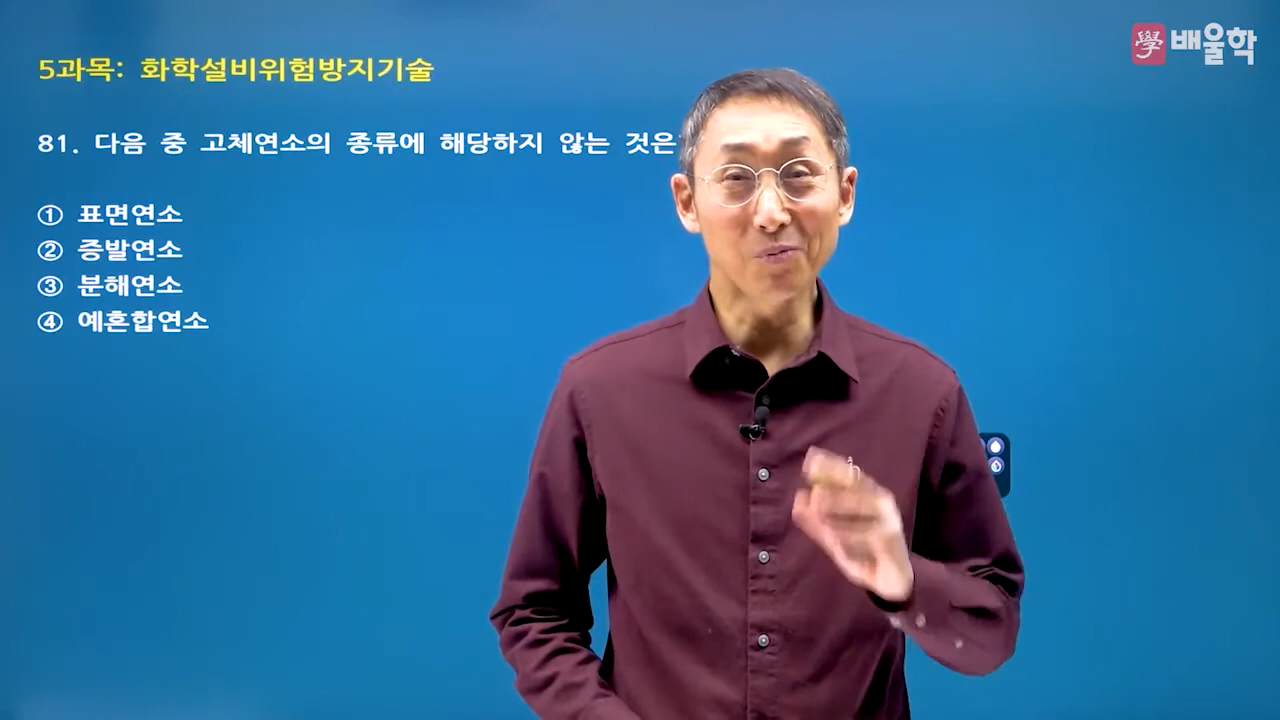 學 배울학
5과목: 화학설비위험방지기술
81. 다음 중 고체연소의 종류에 해당하지 않는 것은
① 표면연소
② 증발연소
③ 분해연소
④ 예혼합연소